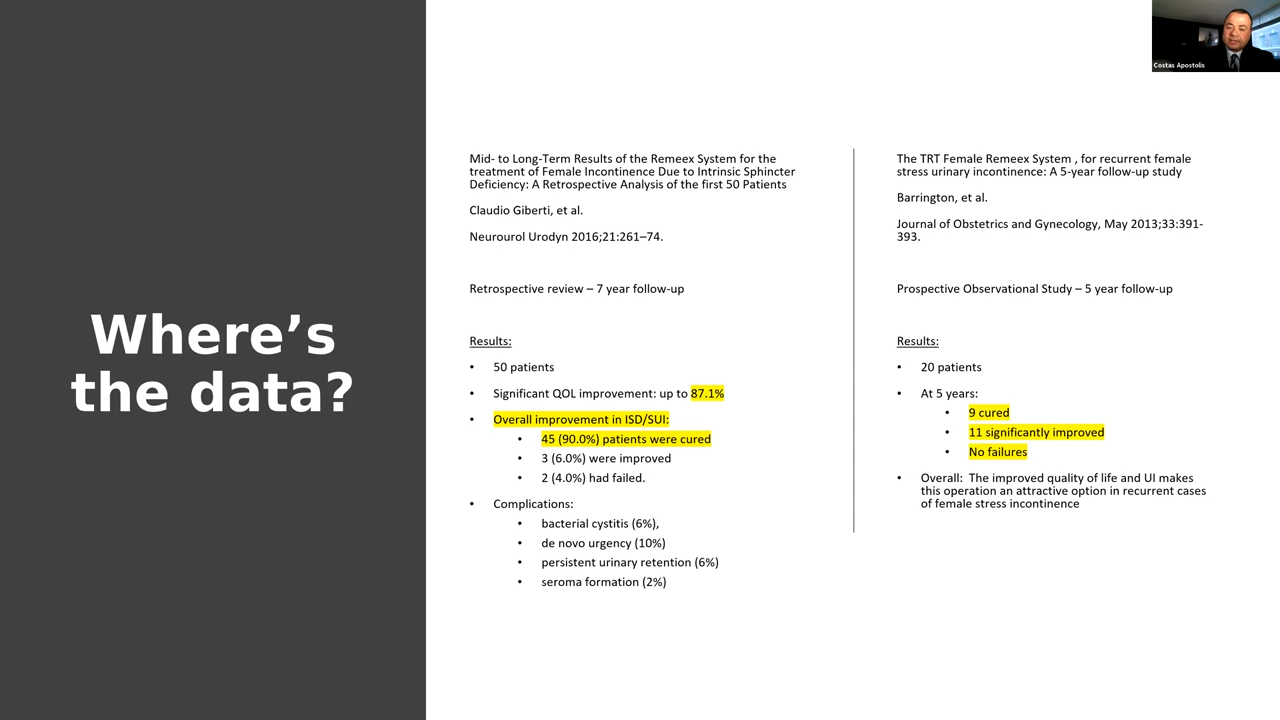 Where’s
the data?
Mid- to Long-Term Results of the Remeex System for the
treatment of Female Incontinence Due to Intrinsic Sphincter
Deficiency: A Retrospective Analysis of the first 50 Patients
Claudio Giberti, et al.
Neurourol Urodyn 2016;21:261–74.
Retrospective review – 7 year follow-up
Results:
• 50 patients
• Significant QOL improvement: up to 87.1%
• Overall improvement in ISD/SUI:
• 45 (90.0%) patients were cured
• 3 (6.0%) were improved
• 2 (4.0%) had failed.
• Complications:
• bacterial cystitis (6%),
• de novo urgency (10%)
• persistent urinary retention (6%)
• seroma formation (2%)
The TRT Female Remeex System , for recurrent female
stress urinary incontinence: A 5-year follow-up study
Barrington, et al.
Journal of Obstetrics and Gynecology, May 2013;33:391-
393.
Prospective Observational Study – 5 year follow-up
Results:
• 20 patients
• At 5 years:
• 9 cured
• 11 significantly improved
• No failures
• Overall: The improved quality of life and UI makes
this operation an attractive option in recurrent cases
of female stress incontinence
Costas Apostolis